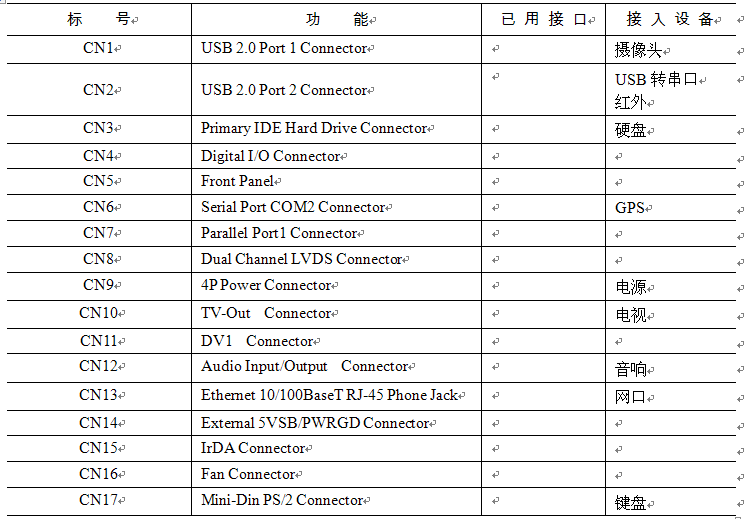 标 号 功 能 已 用 接 口 接 入 设 备
CN1 USB 2.0 Port 1 Connector 摄像头
CN2 USB 2.0 Port 2 Connector USB 转串口
红外
CN3 Primary IDE Hard Drive Connector 硬盘
CN4 Digital I/O Connector
CN5 Front Panel
CN6 Serial Port COM2 Connector GPS
CN7 Parallel Port1 Connector
CN8 Dual Channel LVDS Connector
CN9 4P Power Connector 电源
CN10 TV-Out Connector 电视
CN11 DV1 Connector
CN12 Audio Input/Output Connector 音响
CN13 Ethernet 10/100BaseT RJ-45 Phone Jack 网口
CN14 External 5VSB/PWRGD Connector
CN15 IrDA Connector
CN16 Fan Connector
CN17 Mini-Din PS/2 Connector 键盘